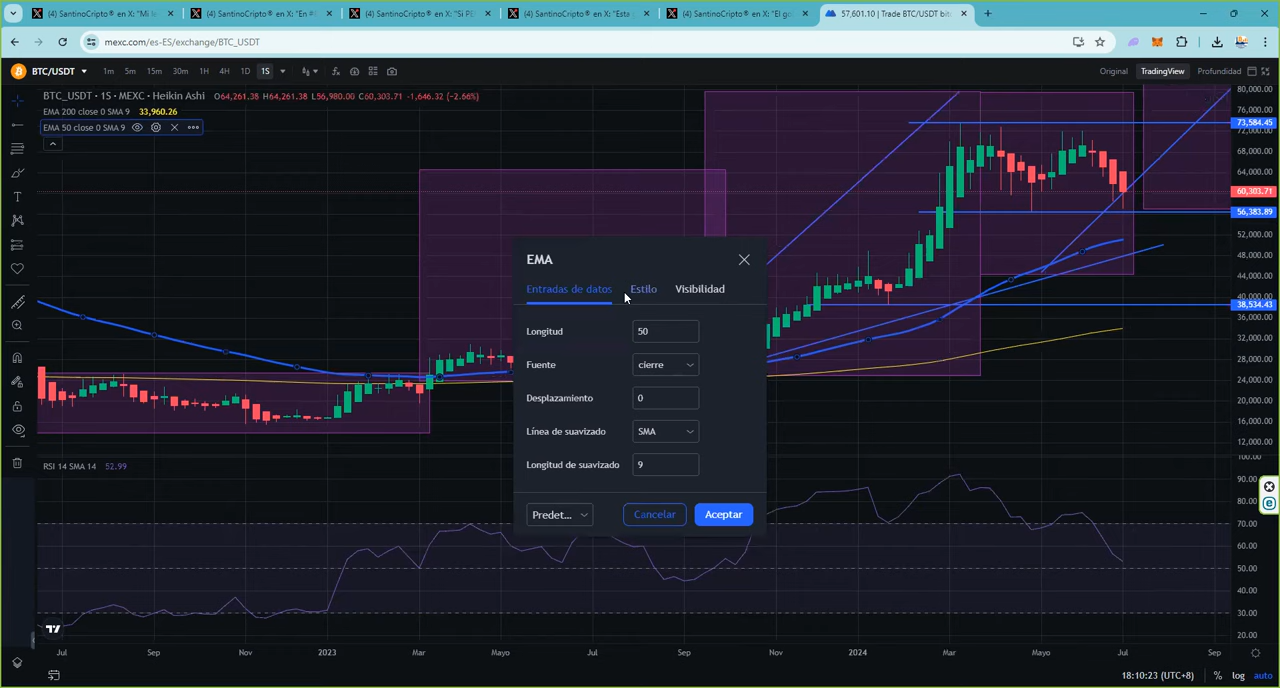 (4) SantinoCripto® en X: "Mi fe
(4) SantinoCripto® en X: "En #
(4) SantinoCripto® en X: "Si PE
(4) SantinoCripto® en X: "Esta
(4) SantinoCripto® en X: "El go
57,601.10 | Trade BTC/USDT bit
mexc.com/es-ES/exchange/BTC_USDT
BTC/USDT 1m 5m 15m 30m 1H 4H 1D 1S Original TradingView Profundidad
BTC_USDT · 1S · MEXC · Heikin Ashi O64,261.38 H64,261.38 L56,980.00 C60,303.71 -1,646.32 (-2.66%)
EMA 200 close 0 SMA 9 33,960.26
EMA 50 close 0 SMA 9
80,000.00
76,000.00
73,584.45
72,000.00
68,000.00
64,000.00
60,303.71
56,383.89
52,000.00
48,000.00
44,000.00
40,000.00
38,534.43
36,000.00
32,000.00
28,000.00
24,000.00
20,000.00
16,000.00
12,000.00
EMA
Entradas de datos Estilo Visibilidad
Longitud 50
Fuente cierre
Desplazamiento 0
Línea de suavizado SMA
Longitud de suavizado 9
Predet... Cancelar Aceptar
RSI 14 SMA 14 52.99
100.00
90.00
80.00
70.00
60.00
50.00
40.00
30.00
20.00
Jul Sep Nov 2023 Mar Mayo Jul Sep Nov 2024 Mar Mayo Jul Sep
18:10:23 (UTC+8) % log auto